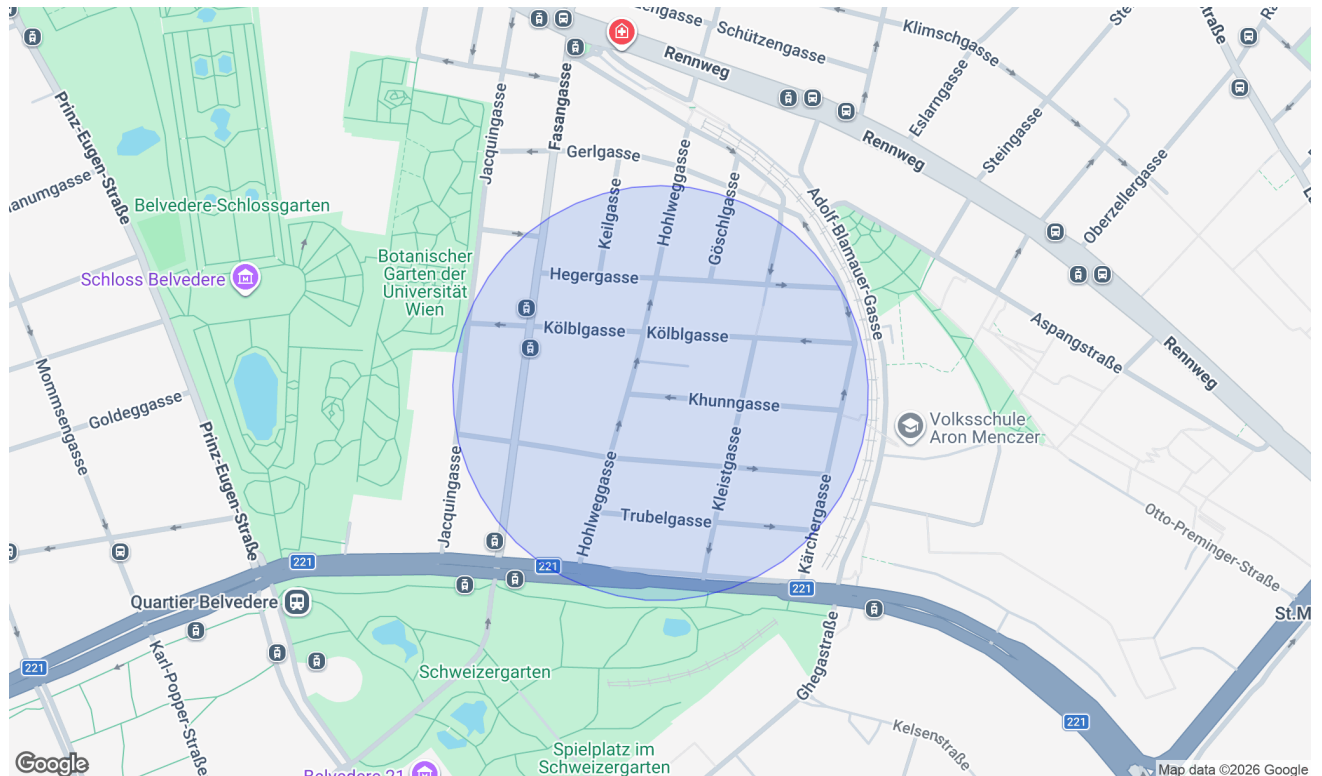 Schützengasse
Klimschgasse
Rennweg
Prinz-Eugen-Straße
Jacquingasse
Fasangasse
Gerlgasse
Eslarngasse
Steingasse
Rennweg
Oberzellergasse
Belvedere-Schlossgarten
Keilgasse
Hohlweggasse
Göschlgasse
Adolf-Blamauer-Gasse
Botanischer
Garten der
Universität
Wien
Schloss Belvedere
Hegergasse
Kölblgasse
Kölblgasse
Aspangstraße
Rennweg
Mommsengasse
Goldeggasse
Khunngasse
Volksschule
Aron Menczer
Prinz-Eugen-Straße
Jacquingasse
Hohlweggasse
Kleistgasse
Kärchergasse
Trubelgasse
Otto-Preminger-Straße
221
221
221
Quartier Belvedere
St.M
221
Karl-Popper-Straße
Schweizergarten
Ghegastraße
221
Kelsenstraße
Spielplatz im
Schweizergarten
Belvedere 21
Google
Map data ©2026 Google